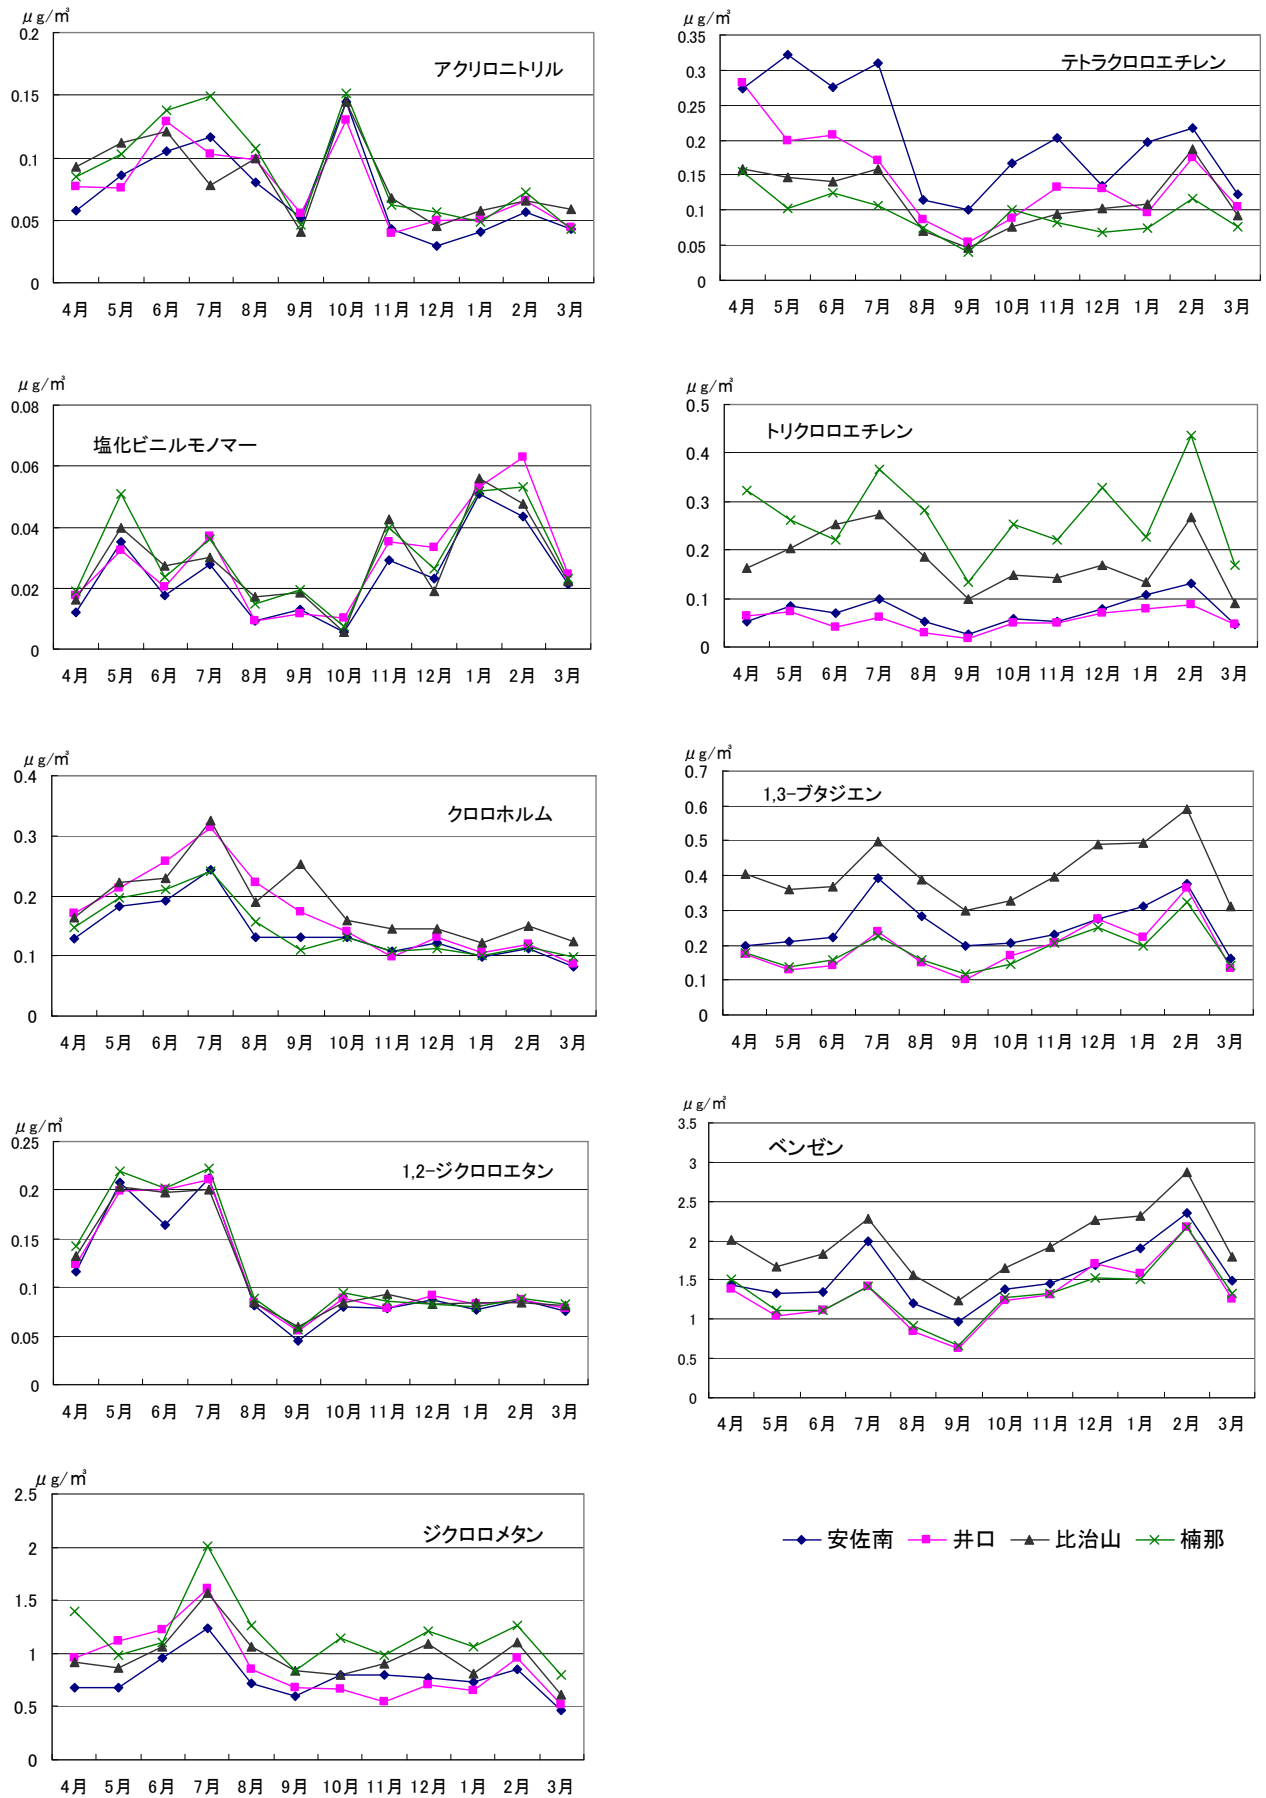 μg/㎥
アクリロニトリル
0.2
0.15
0.1
0.05
0
4月 5月 6月 7月 8月 9月 10月 11月 12月 1月 2月 3月
μg/㎥
テトラクロロエチレン
0.35
0.3
0.25
0.2
0.15
0.1
0.05
0
4月 5月 6月 7月 8月 9月 10月 11月 12月 1月 2月 3月
μg/㎥
塩化ビニルモノマー
0.08
0.06
0.04
0.02
0
4月 5月 6月 7月 8月 9月 10月 11月 12月 1月 2月 3月
μg/㎥
トリクロロエチレン
0.5
0.4
0.3
0.2
0.1
0
4月 5月 6月 7月 8月 9月 10月 11月 12月 1月 2月 3月
μg/㎥
クロロホルム
0.4
0.3
0.2
0.1
0
4月 5月 6月 7月 8月 9月 10月 11月 12月 1月 2月 3月
μg/㎥
1,3-ブタジエン
0.7
0.6
0.5
0.4
0.3
0.2
0.1
0
4月 5月 6月 7月 8月 9月 10月 11月 12月 1月 2月 3月
μg/㎥
1,2-ジクロロエタン
0.25
0.2
0.15
0.1
0.05
0
4月 5月 6月 7月 8月 9月 10月 11月 12月 1月 2月 3月
μg/㎥
ベンゼン
3.5
3
2.5
2
1.5
1
0.5
0
4月 5月 6月 7月 8月 9月 10月 11月 12月 1月 2月 3月
μg/㎥
ジクロロメタン
2.5
2
1.5
1
0.5
0
4月 5月 6月 7月 8月 9月 10月 11月 12月 1月 2月 3月
安佐南 井口 比治山 楠那